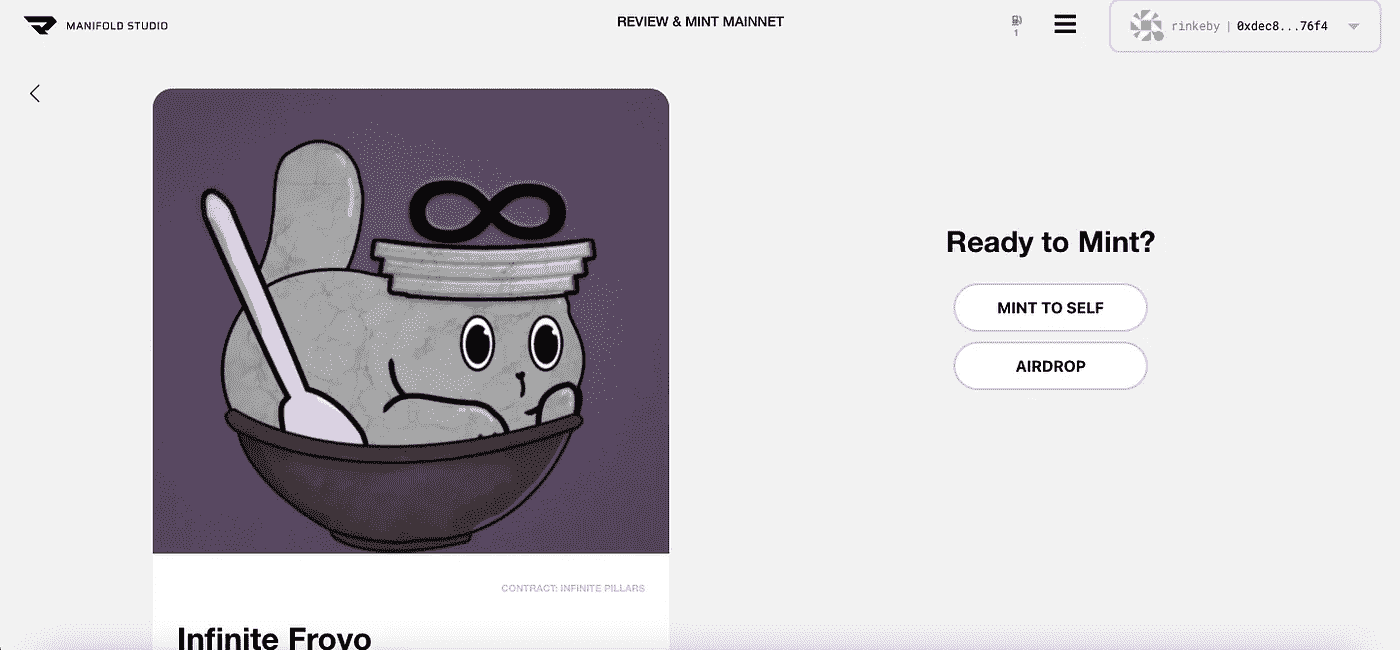 MANIFOLD STUDIO
REVIEW & MINT MAINNET
1
rinkeby | 0xdec8...76f4
Ready to Mint?
MINT TO SELF
AIRDROP
CONTRACT: INFINITE PILLARS
Infinite Froyo